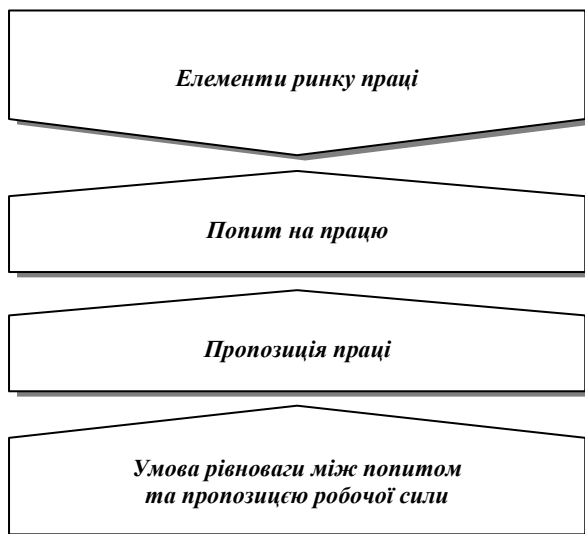 Елементи ринку праці
Попит на працю
Пропозиція праці
Умова рівноваги між попитом
та пропозицєю робочої сили